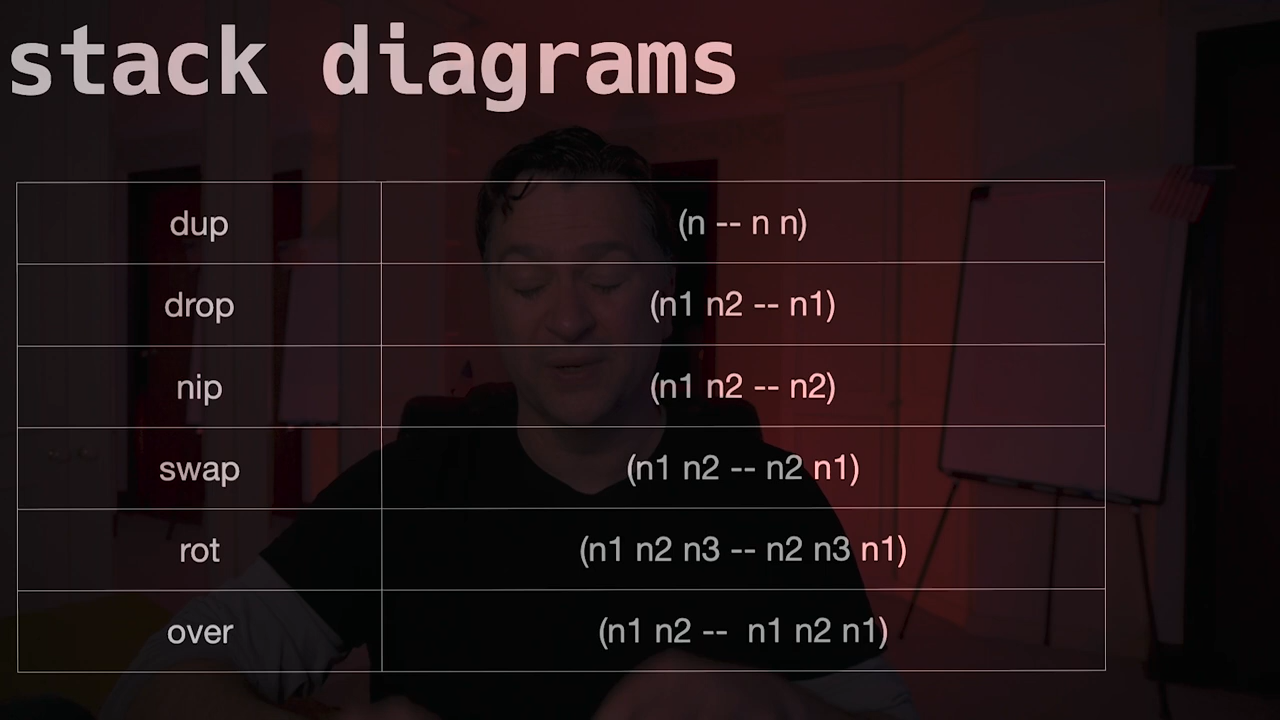 stack diagrams
dup (n -- n n)
drop (n1 n2 -- n1)
nip (n1 n2 -- n2)
swap (n1 n2 -- n2 n1)
rot (n1 n2 n3 -- n2 n3 n1)
over (n1 n2 --  n1 n2 n1)